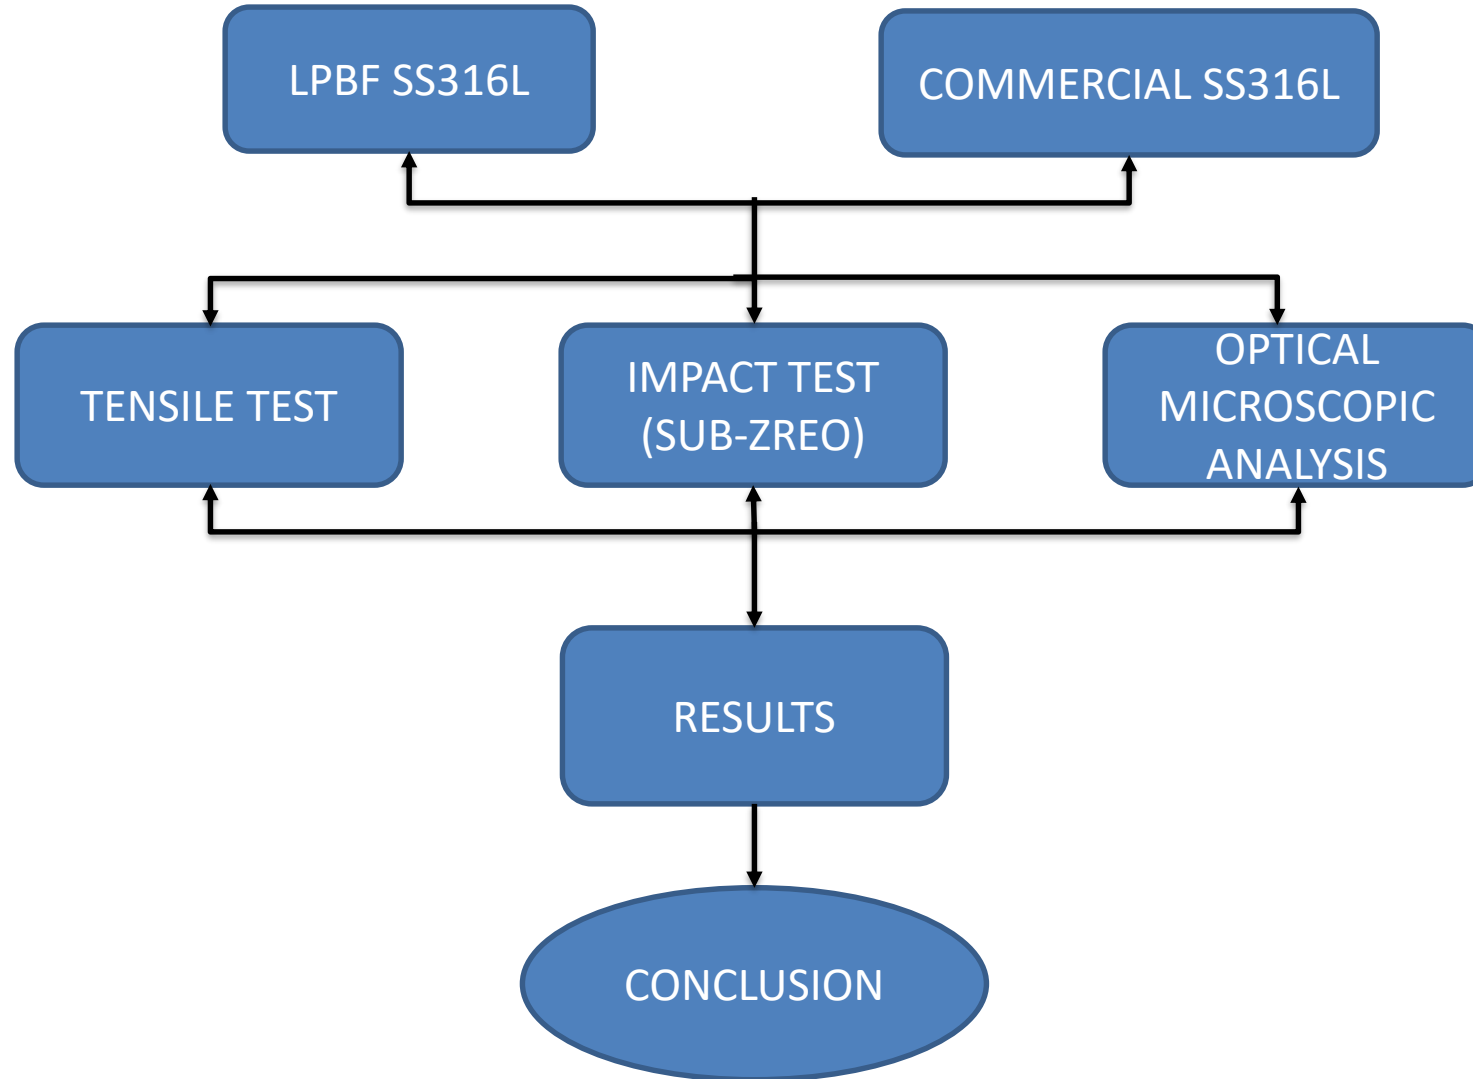 LPBF SS316L
COMMERCIAL SS316L
TENSILE TEST
IMPACT TEST
(SUB-ZREO)
OPTICAL
MICROSCOPIC
ANALYSIS
RESULTS
CONCLUSION